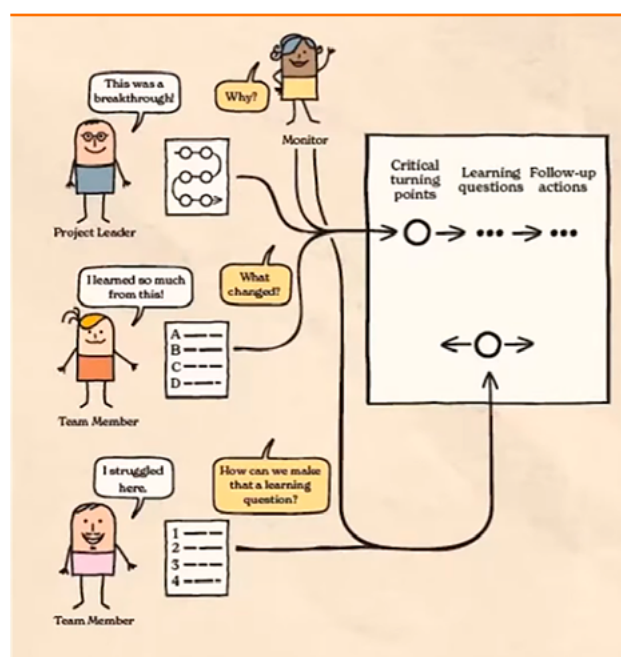 This was a
breakthrough!
Why?
Monitor
Project Leader
Critical
turning
points
Learning
questions
Follow-up
actions
I learned so much
from this!
What
changed?
A
B
C
D
Team Member
I struggled
here.
How can we make
that a learning
question?
1
2
3
4
Team Member